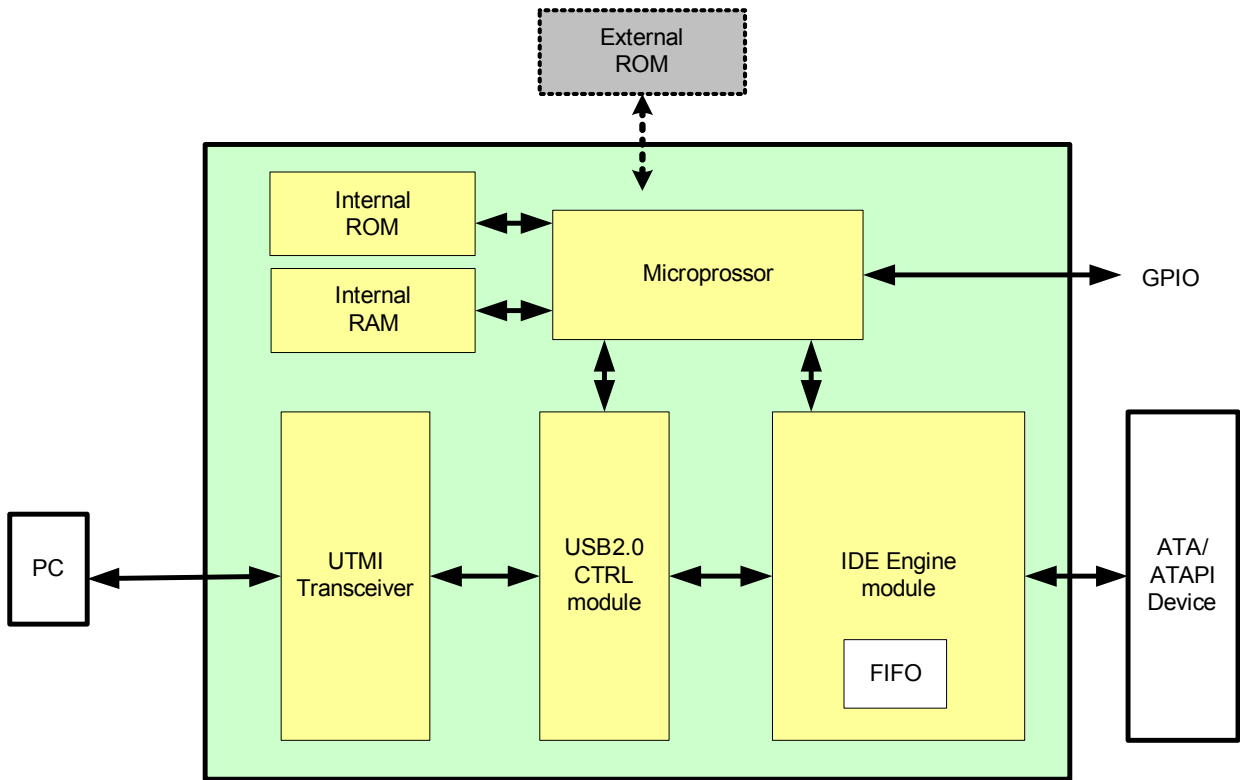 External
ROM
Internal
ROM
Microprossor
Internal
RAM
GPIO
PC
UTMI
Transceiver
USB2.0
CTRL
module
IDE Engine
module
FIFO
ATA/
ATAPI
Device